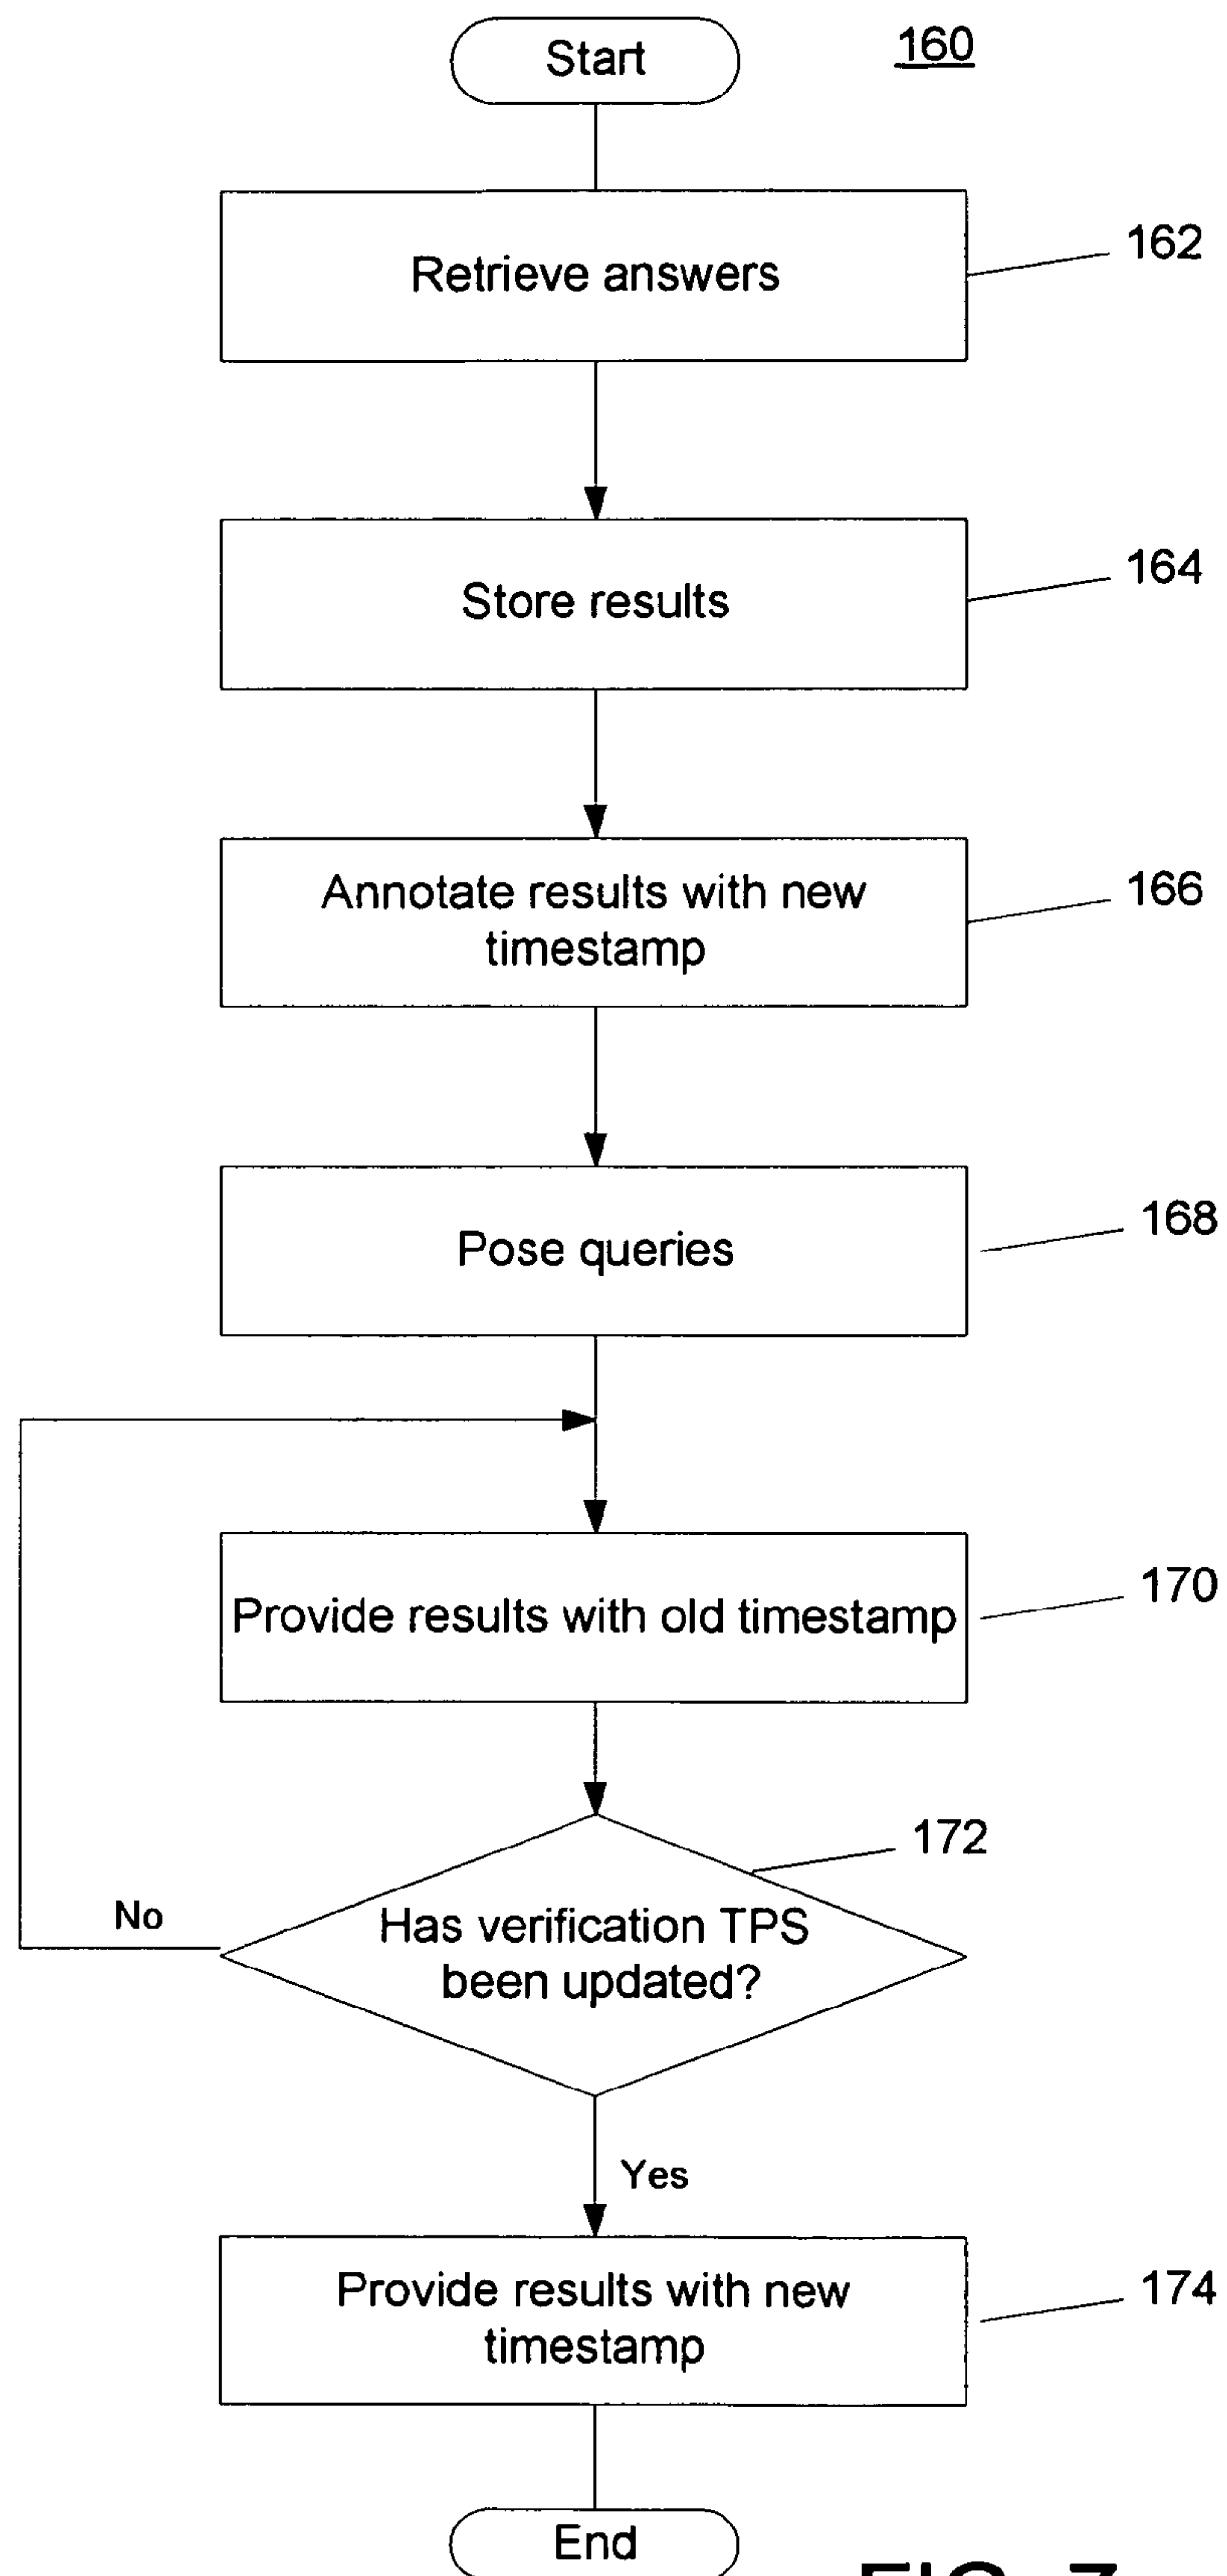 Start
160
Retrieve answers
162
Store results
164
Annotate results with new
timestamp
166
Pose queries
168
Provide results with old timestamp
170
172
Has verification TPS
been updated?
No
Yes
Provide results with new
timestamp
174
End